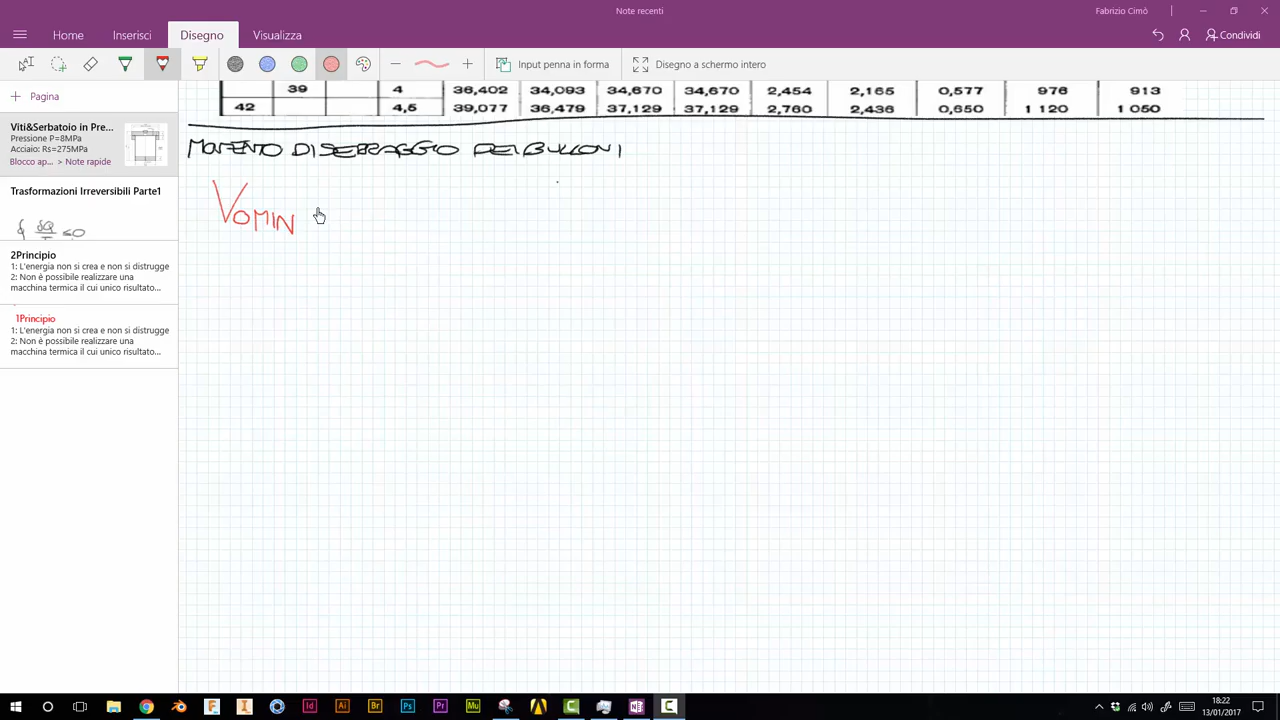 Note recenti
Fabrizio Cimò
Home
Inserisci
Disegno
Visualizza
Condividi
Input penna in forma
Disegno a schermo intero
Pagina
Viti&Serbatoio in Pre...
Pressione P=8MPa
Acciaio: Rs=275MPa
Blocco ap... > Note rapide
Trasformazioni Irreversibili Parte1
∮ δQ/T ≤0
2Principio
1: L'energia non si crea e non si distrugge
2: Non è possibile realizzare una
macchina termica il cui unico risultato...
1Principio
1: L'energia non si crea e non si distrugge
2: Non è possibile realizzare una
macchina termica il cui unico risultato...
39 4 36,402 34,093 34,670 34,670 2,454 2,165 0,577 976 913
42 4,5 39,077 36,479 37,129 37,129 2,760 2,436 0,650 1 120 1 050
MOMENTO DI SERRAGGIO DEI BULLONI
VOMIN
18:22
13/01/2017